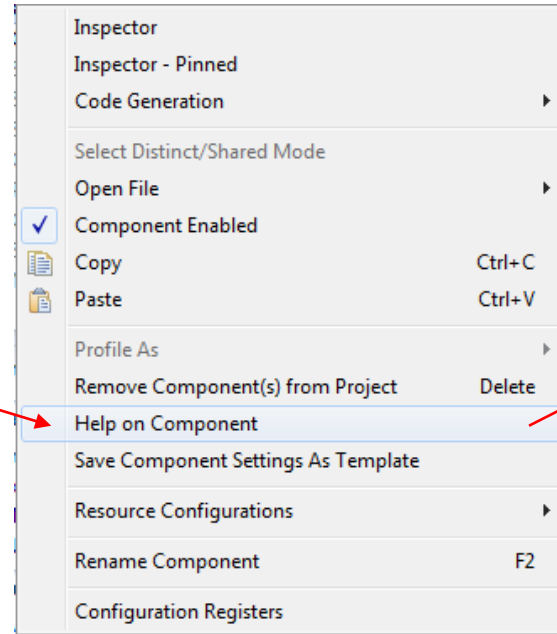 Inspector
Inspector - Pinned
Code Generation
Select Distinct/Shared Mode
Open File
Component Enabled
Copy Ctrl+C
Paste Ctrl+V
Profile As
Remove Component(s) from Project Delete
Help on Component
Save Component Settings As Template
Resource Configurations
Rename Component F2
Configuration Registers